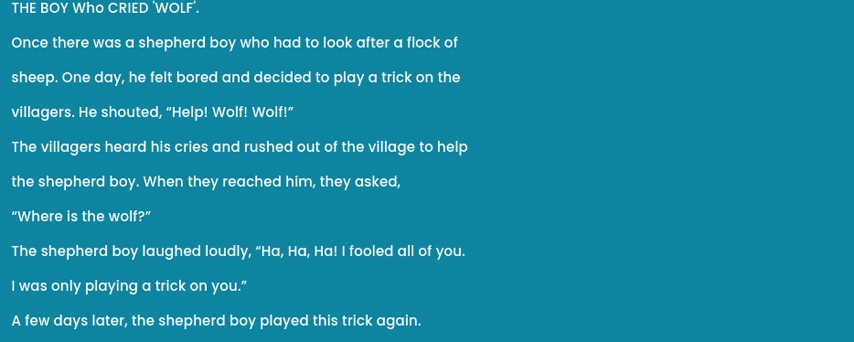 THE BOY Who CRIED 'WOLF'.
Once there was a shepherd boy who had to look after a flock of
sheep. One day, he felt bored and decided to play a trick on the
villagers. He shouted, “Help! Wolf! Wolf!”
The villagers heard his cries and rushed out of the village to help
the shepherd boy. When they reached him, they asked,
“Where is the wolf?”
The shepherd boy laughed loudly, “Ha, Ha, Ha! I fooled all of you.
I was only playing a trick on you.”
A few days later, the shepherd boy played this trick again.